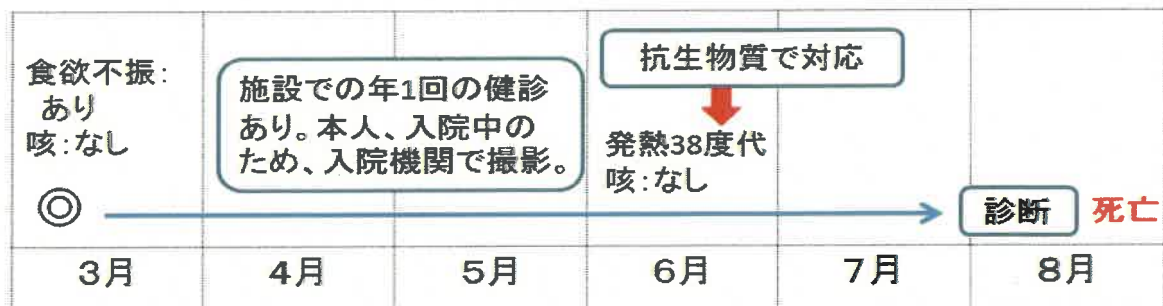 食欲不振:
あり
咳:なし
施設での年1回の健診
あり。本人、入院中の
ため、入院機関で撮影。
抗生物質で対応
発熱38度代
咳:なし
診断
死亡
3月
4月
5月
6月
7月
8月